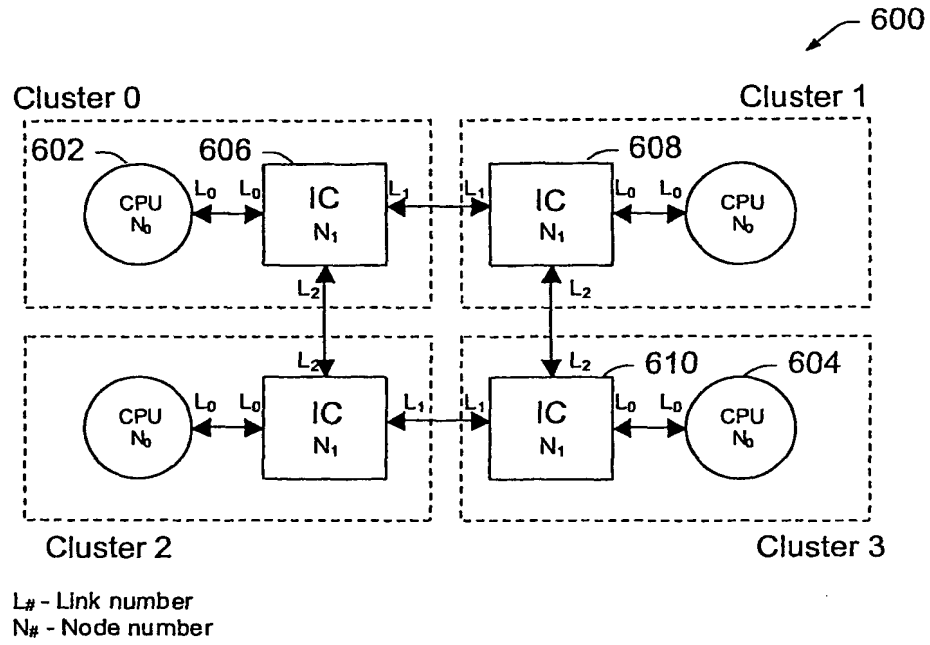 600
Cluster 0
Cluster 1
602
606
608
CPU
N₀
L₀
L₀
IC
N₁
L₁
L₁
IC
N₁
L₀
L₀
CPU
N₀
L₂
L₂
L₂
L₂
610
604
CPU
N₀
L₀
L₀
IC
N₁
L₁
L₁
IC
N₁
L₀
L₀
CPU
N₀
Cluster 2
Cluster 3
L# - Link number
N# - Node number